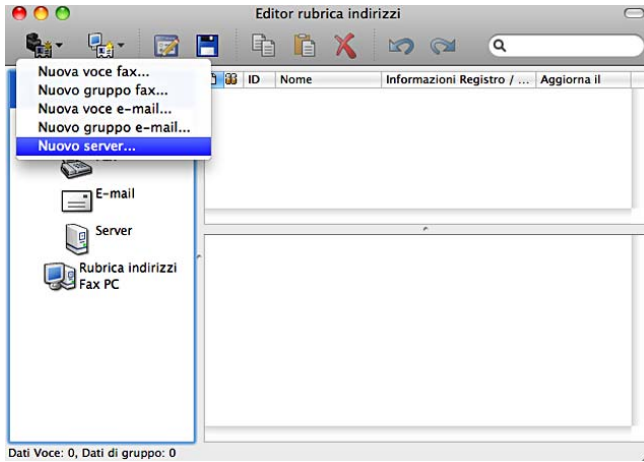 Editor rubrica indirizzi
Nuova voce fax...
Nuovo gruppo fax...
Nuova voce e-mail...
Nuovo gruppo e-mail...
Nuovo server...
ID Nome Informazioni Registro / ... Aggiorna il
E-mail
Server
Rubrica indirizzi
Fax PC
Dati Voce: 0, Dati di gruppo: 0